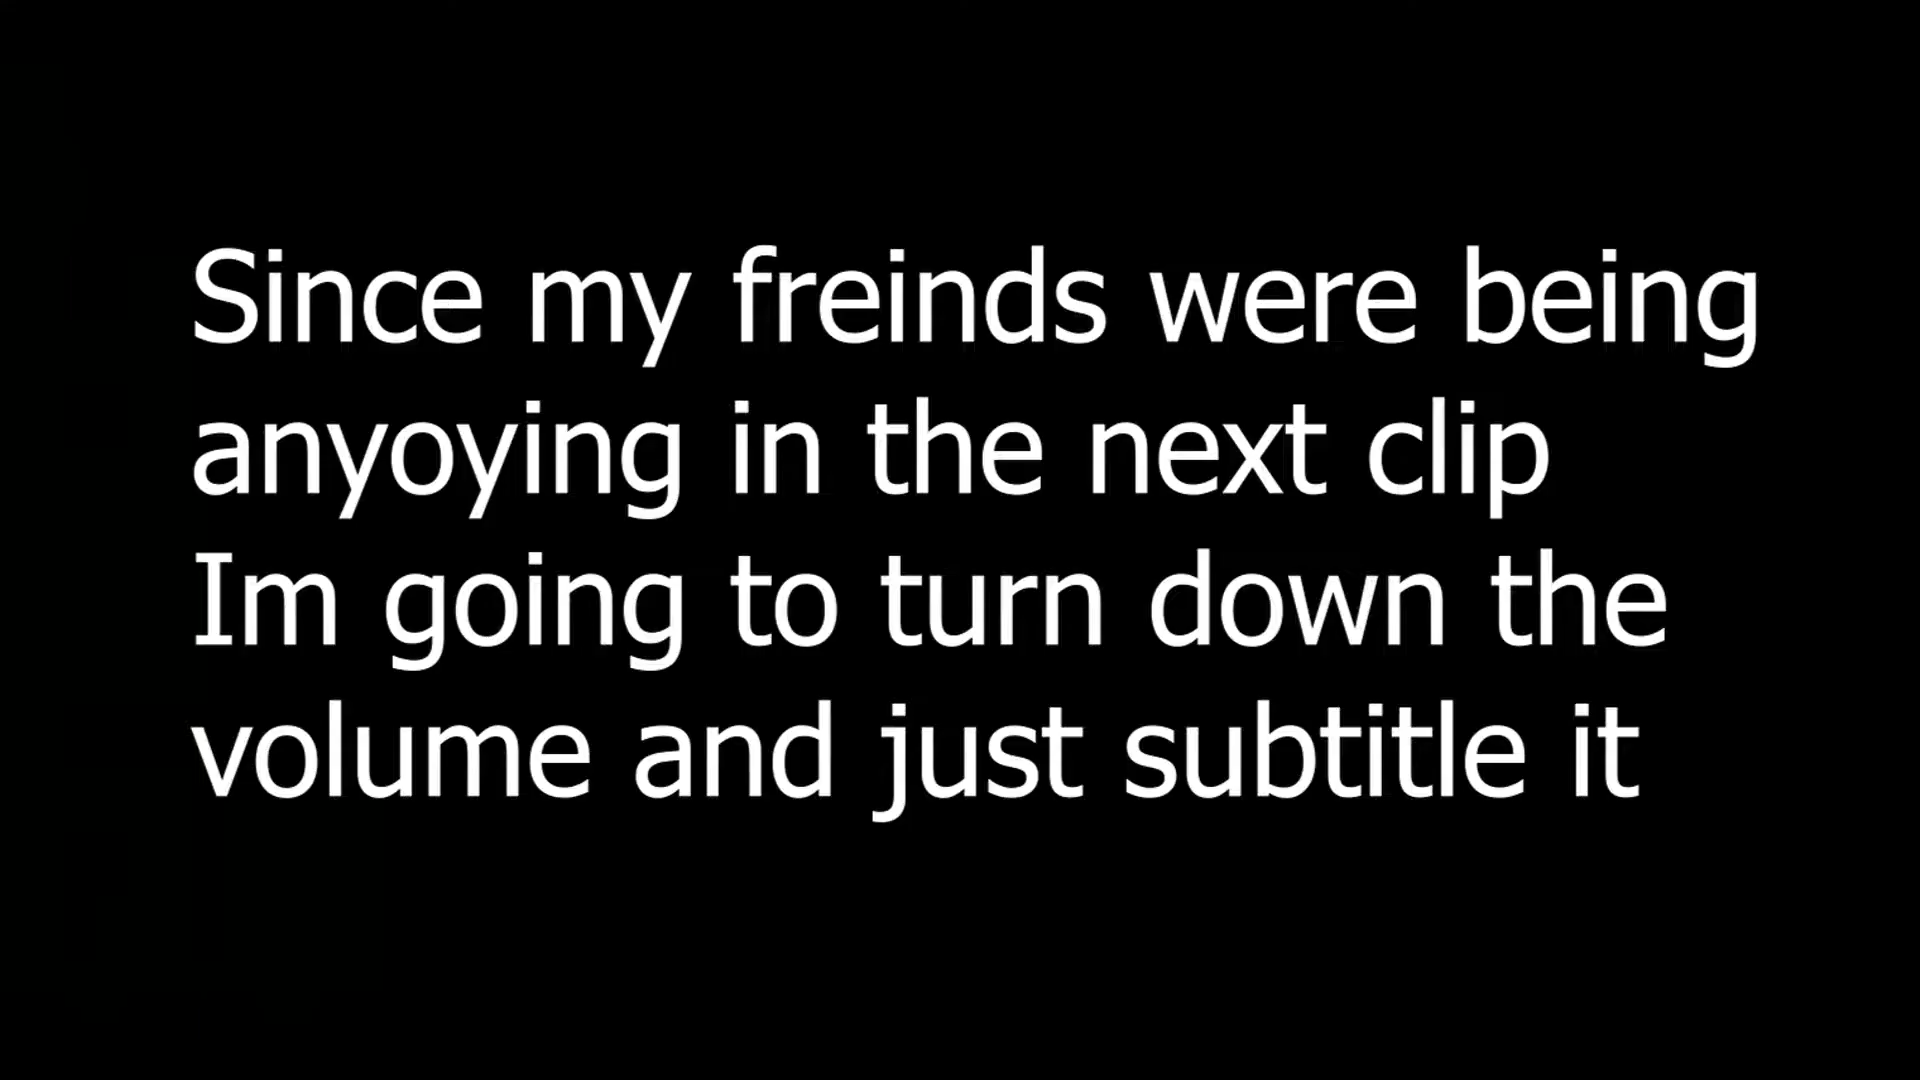 Since my freinds were being
anyoying in the next clip
Im going to turn down the
volume and just subtitle it